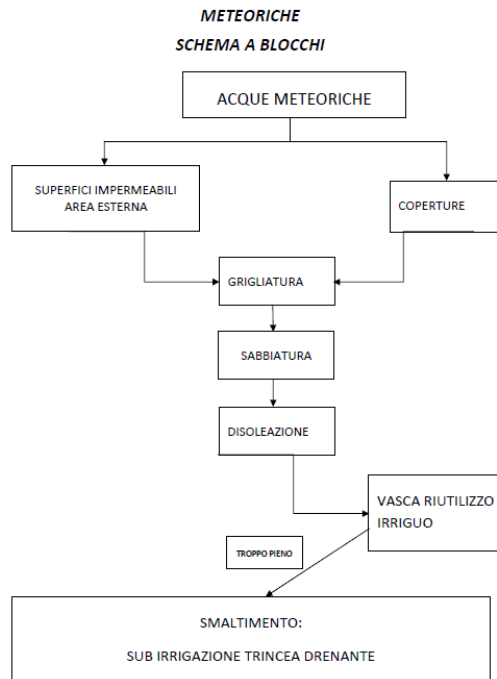 METEORICHE
SCHEMA A BLOCCHI
ACQUE METEORICHE
SUPERFICI IMPERMEABILI
AREA ESTERNA
COPERTURE
GRIGLIATURA
SABBIATURA
DISOLEAZIONE
VASCA RIUTILIZZO
IRRIGUO
TROPPO PIENO
SMALTIMENTO:
SUB IRRIGAZIONE TRINCEA DRENANTE